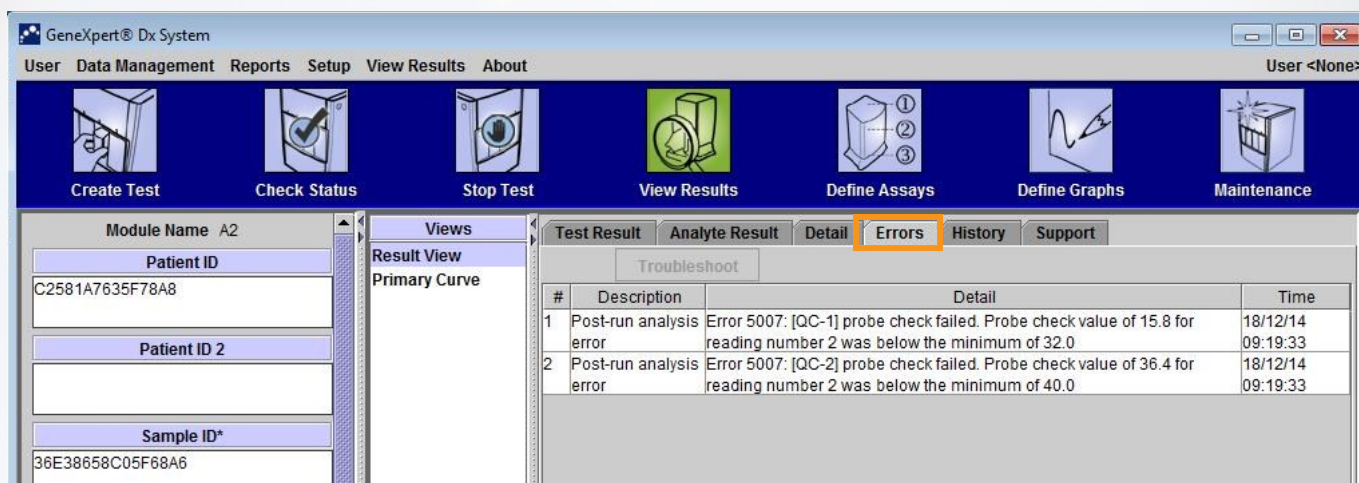 GeneXpert® Dx System
User Data Management Reports Setup View Results About User <None>
Create Test Check Status Stop Test View Results Define Assays Define Graphs Maintenance
①
②
③
Module Name A2
Patient ID
C2581A7635F78A8
Patient ID 2
Sample ID*
36E38658C05F68A6
Views
Result View
Primary Curve
Test Result Analyte Result Detail Errors History Support
Troubleshoot
# Description Detail Time
1 Post-run analysis Error 5007: [QC-1] probe check failed. Probe check value of 15.8 for 18/12/14
error reading number 2 was below the minimum of 32.0 09:19:33
2 Post-run analysis Error 5007: [QC-2] probe check failed. Probe check value of 36.4 for 18/12/14
error reading number 2 was below the minimum of 40.0 09:19:33